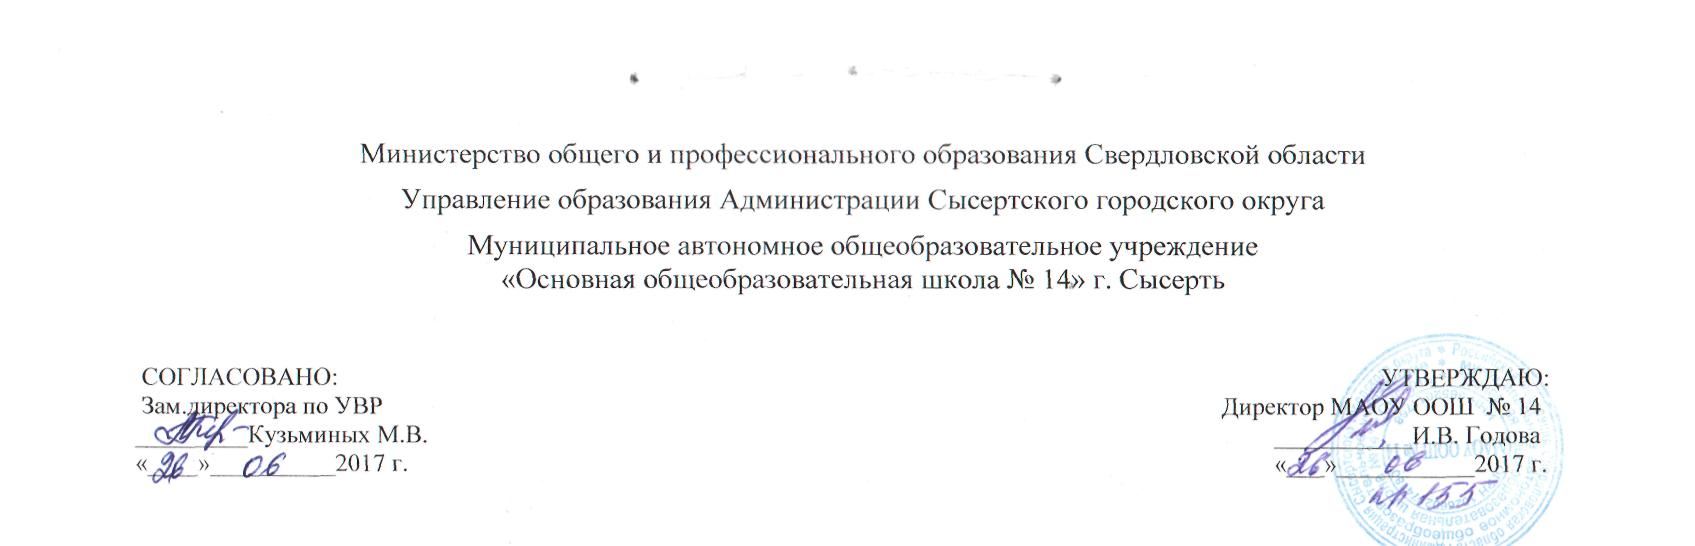 Министерство общего и профессионального образования Свердловской области
Управление образования Администрации Сысертского городского округа
Муниципальное автономное общеобразовательное учреждение
«Основная общеобразовательная школа № 14» г. Сысерть
СОГЛАСОВАНО:
Зам.директора по УВР
Кузьминых М.В.
«26» 06 2017 г.
УТВЕРЖДАЮ:
Директор МАОУ ООШ № 14
И.В. Годова
«26» 06 2017 г.
пр 155